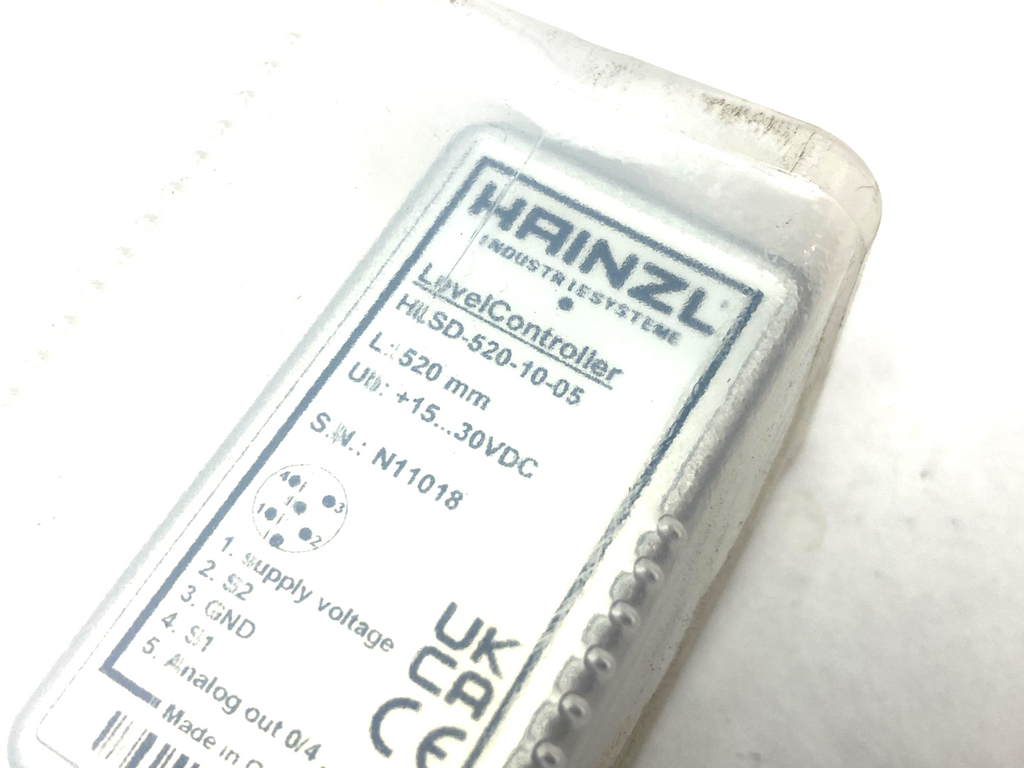 HAINZL
INDUSTRIESYSTEME
LevelController
HLSD-520-10-05
L: 520 mm
Ub: +15...30VDC
S.N.: N11018
4 3
1 2
1. supply voltage
2. S2
3. GND
4. S1
5. Analog out 0/4
UK
CA
CE
Made in